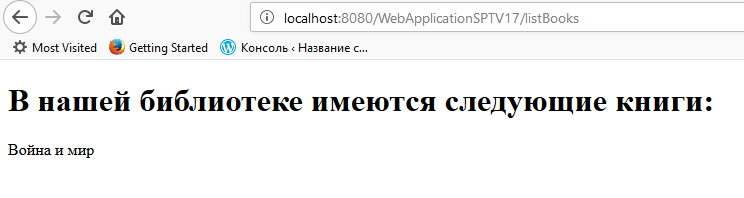 localhost:8080/WebApplicationSPTV17/listBooks
Most Visited Getting Started Консоль ‹ Название с...
В нашей библиотеке имеются следующие книги:
Война и мир